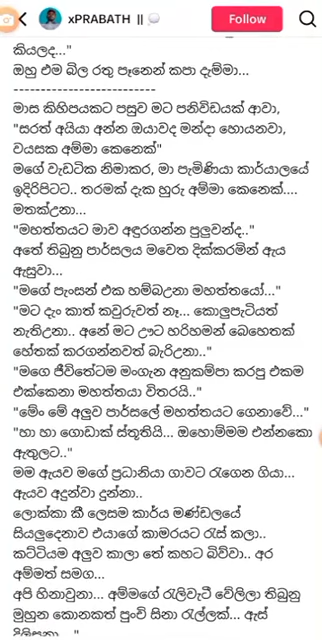 xPRABATH ||
Follow
කියලද..."
ඔහු එම බිල රතු පෑනෙන් කපා දැම්මා...
-------------------------
මාස කිහිපයකට පසුව මට පනිවිඩයක් ආවා,
"සරත් අයියා අන්න ඔයාවද මන්දා හොයනවා,
වයසක අම්මා කෙනෙක්"
මගේ වැඩටික නිමාකර, මා පැමිණියා කාර්යාලයේ
ඉදිරිපිටට.. තරමක් දැක හුරු අම්මා කෙනෙක්....
මතක්උනා...
"මහත්තයට මාව අඳුරගන්න පුලුවන්ද.."
අතේ තිබුනු පාර්සලය මවෙත දික්කරමින් ඇය
ඇසුවා...
"මගේ පැංසන් එක හම්බඋනා මහත්තයෝ..."
"මට දැං කාත් කවුරුවත් නෑ... කොලුපැටියත්
නැතිඋනා.. අනේ මට ඌට හරිහමන් බෙහෙතක්
හේතක් කරගන්නවත් බැරිඋනා.."
"මගෙ ජීවිතේටම මංගැන අනුකම්පා කරපු එකම
එක්කෙනා මහත්තයා විතරයි.."
"මේං මේ අලුව පාර්සලේ මහත්තයට ගෙනාවේ..."
"හා හා ගොඩාක් ස්තූතියි... ඔහොම්මම එන්නකො
ඇතුලට.."
මම ඇයව මගේ ප්‍රධානියා ගාවට රැගෙන ගියා...
ඇයව අදුන්වා දුන්නා..
ලොක්කා කී ලෙසම කාර්ය මණ්ඩලයේ
සියලුදෙනාව එයාගේ කාමරයට රැස් කලා..
කට්ටියම අලුව කාලා තේ කහට බිව්වා.. අර
අම්මත් සමග...
අපි හිනාවුනා... අම්මගේ රැලිවැටී වේලිලා තිබුනු
මුහුන කොනකත් පුංචි සිනා රැල්ලක්... ඇස්